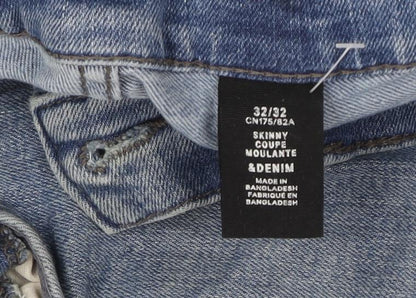 32/32
CN175/82A
SKINNY
COUPE
MOULANTE
&DENIM
MADE IN
BANGLADESH
FABRIQUÉ EN
BANGLADESH